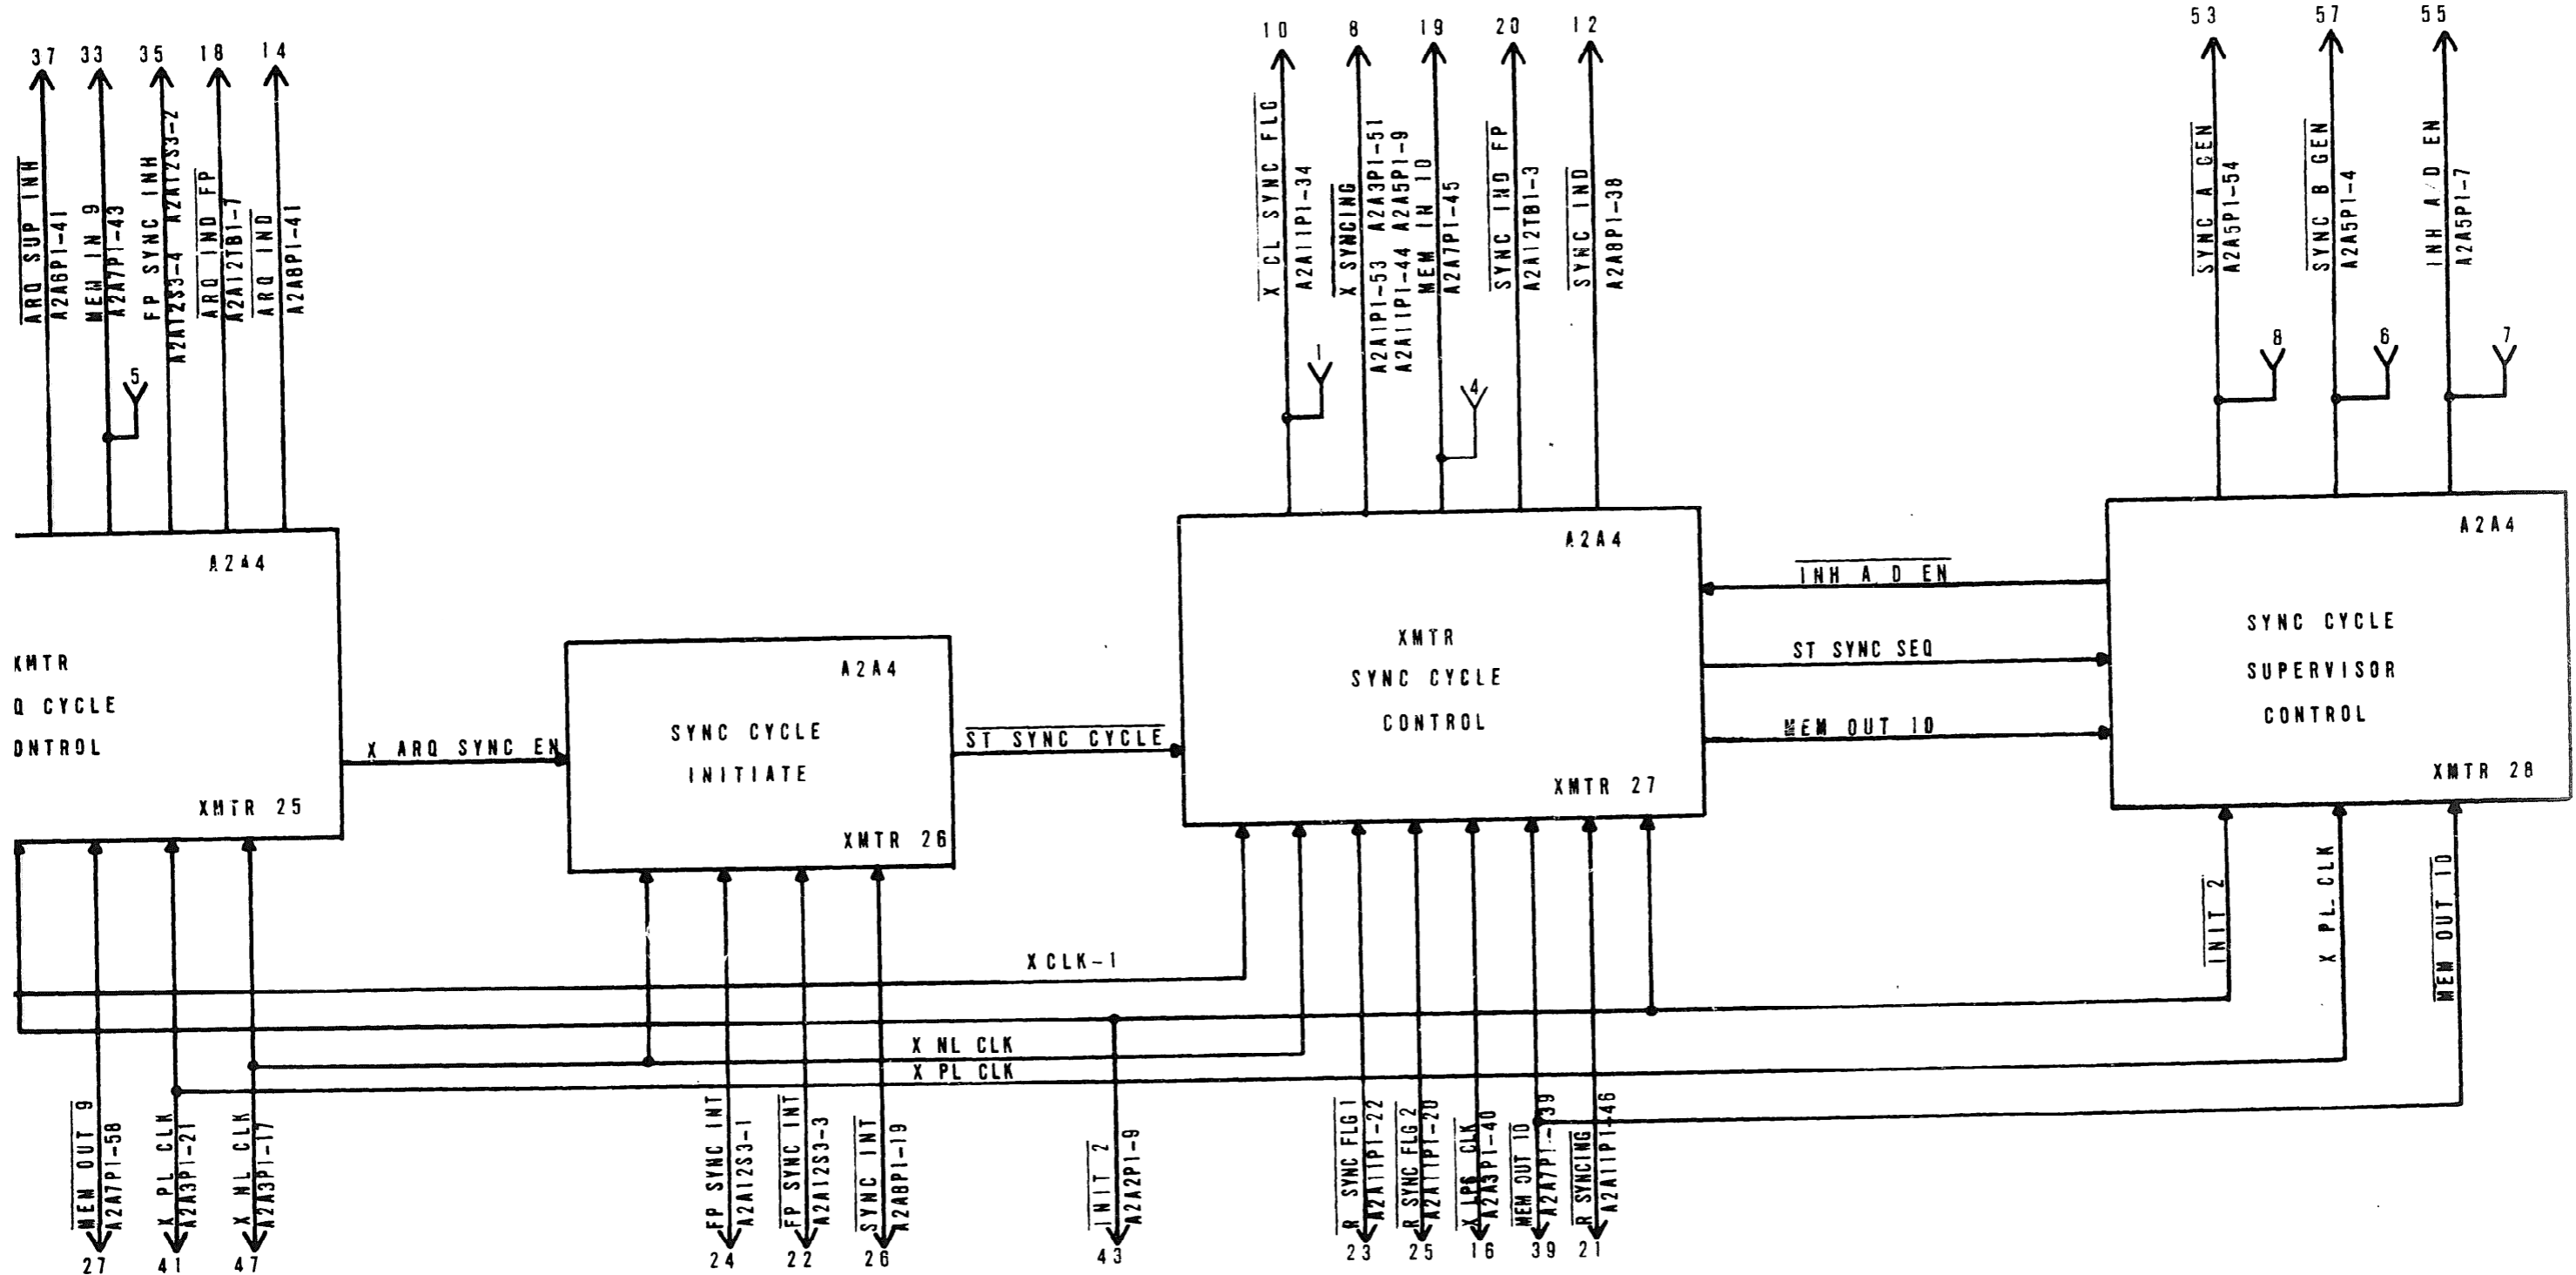 37 33 35 18 14
10 8 19 20 12
53 57 55
ARQ SUP INH
A2A6P1-41
MEM IN 9
A2A7P1-43
FP SYNC INH
A2A12S3-4 A2A12S3-2
ARQ IND FP
A2A12TB1-7
ARQ IND
A2A8P1-41
5
X CL SYNC FLG
A2A11P1-34
X SYNCING
A2A1P1-53 A2A3P1-51
A2A11P1-44 A2A5P1-9
MEM IN 10
A2A7P1-45
SYNC IND FP
A2A12TB1-3
SYNC IND
A2A8P1-38
1
4
SYNC A GEN
A2A5P1-54
SYNC B GEN
A2A5P1-4
INH A/D EN
A2A5P1-7
8
6
7
A2A4
XMTR
Q CYCLE
ONTROL
XMTR 25
X ARQ SYNC EN
A2A4
SYNC CYCLE
INITIATE
XMTR 26
ST SYNC CYCLE
A2A4
XMTR
SYNC CYCLE
CONTROL
XMTR 27
INH A D EN
ST SYNC SEQ
MEM OUT 10
A2A4
SYNC CYCLE
SUPERVISOR
CONTROL
XMTR 28
X CLK-1
X NL CLK
X PL CLK
INIT 2
X PL CLK
MEM OUT 10
MEM OUT 9
A2A7P1-58
X PL CLK
A2A3P1-21
X NL CLK
A2A3P1-17
FP SYNC INT
A2A12S3-1
FP SYNC INT
A2A12S3-3
SYNC INT
A2A8P1-19
INIT 2
A2A2P1-9
R SYNC FLG 1
A2A11P1-22
R SYNC FLG 2
A2A11P1-20
X LPS CLK
A2A3P1-40
MEM OUT 10
A2A7P1-39
R SYNCING
A2A11P1-46
27 41 47 24 22 26 43 23 25 16 39 21